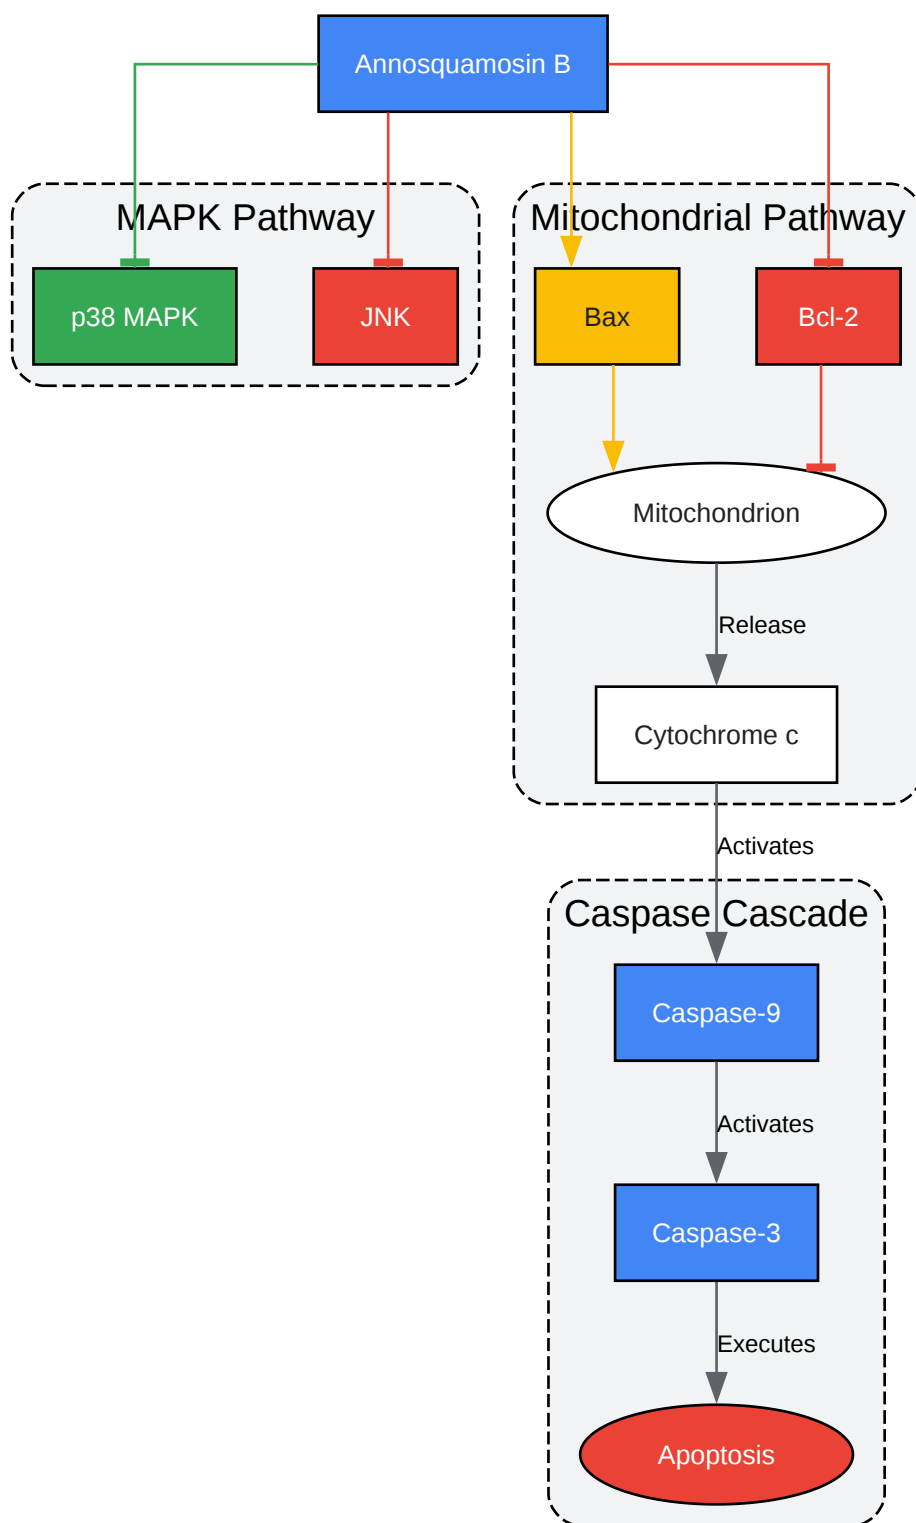 Annosquamosin B
MAPK Pathway
Mitochondrial Pathway
p38 MAPK
JNK
Bax
Bcl-2
Mitochondrion
Release
Cytochrome c
Activates
Caspase Cascade
Caspase-9
Activates
Caspase-3
Executes
Apoptosis